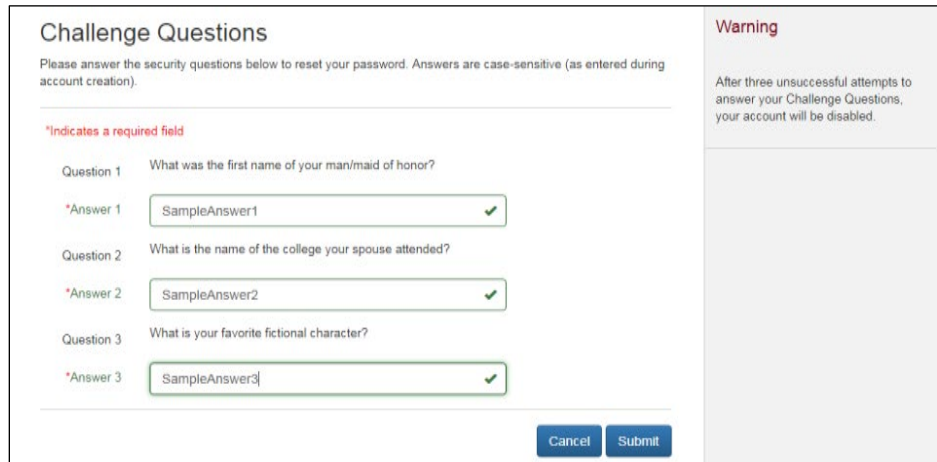 Challenge Questions
Please answer the security questions below to reset your password. Answers are case-sensitive (as entered during
account creation).
*Indicates a required field
Question 1 What was the first name of your man/maid of honor?
*Answer 1 SampleAnswer1
Question 2 What is the name of the college your spouse attended?
*Answer 2 SampleAnswer2
Question 3 What is your favorite fictional character?
*Answer 3 SampleAnswer3
Cancel Submit
Warning
After three unsuccessful attempts to
answer your Challenge Questions,
your account will be disabled.